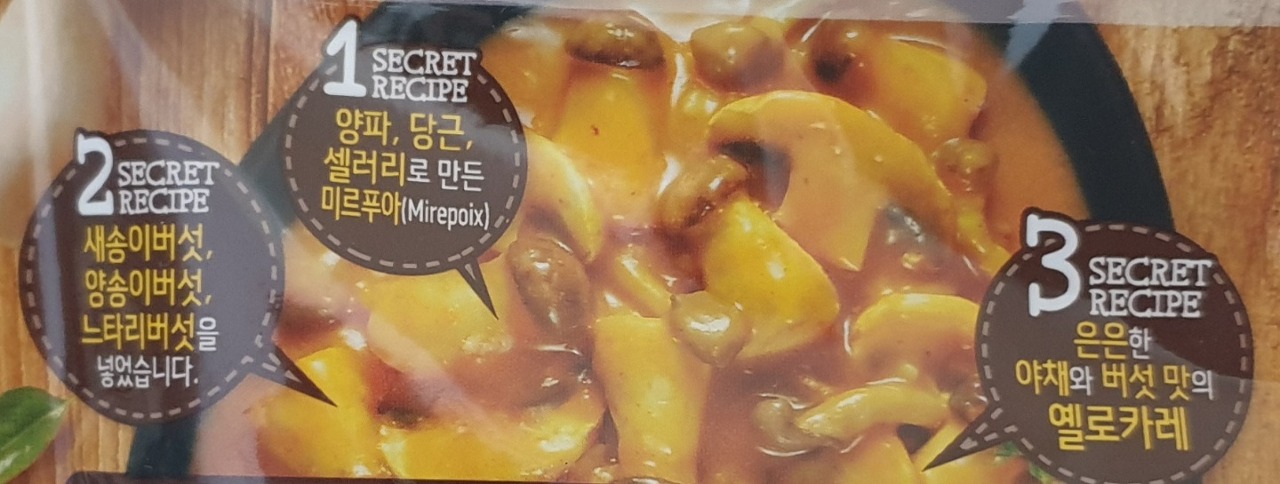 1 SECRET
RECIPE
양파, 당근,
셀러리로 만든
미르푸아(Mirepoix)
2 SECRET
RECIPE
새송이버섯,
양송이버섯,
느타리버섯을
넣었습니다.
3 SECRET
RECIPE
은은한
야채와 버섯 맛의
옐로카레